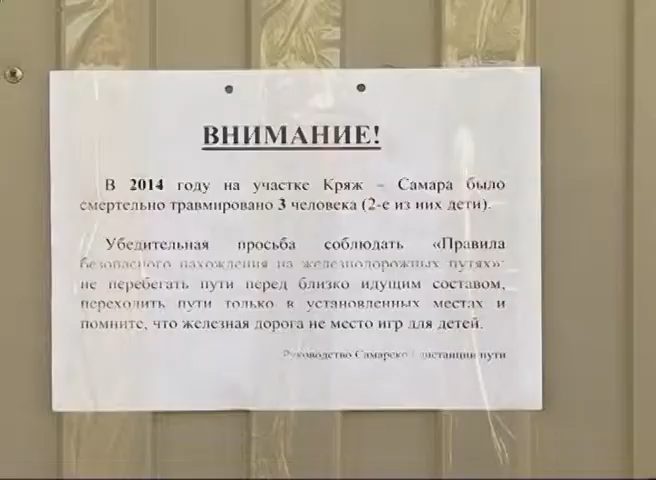 ВНИМАНИЕ!
В 2014 году на участке Кряж - Самара было
смертельно травмировано 3 человека (2-е из них дети).
Убедительная просьба соблюдать «Правила
безопасного нахождения на железнодорожных путях»:
не перебегать пути перед близко идущим составом,
переходить пути только в установленных местах и
помните, что железная дорога не место игр для детей.
Руководство Самарской дистанции пути